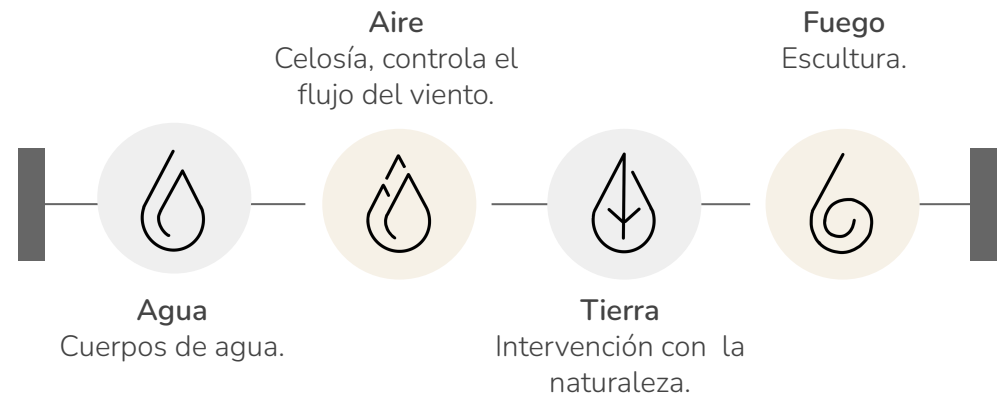 Aire
Celosía, controla el
flujo del viento.
Fuego
Escultura.
Agua
Cuerpos de agua.
Tierra
Intervención con  la
naturaleza.